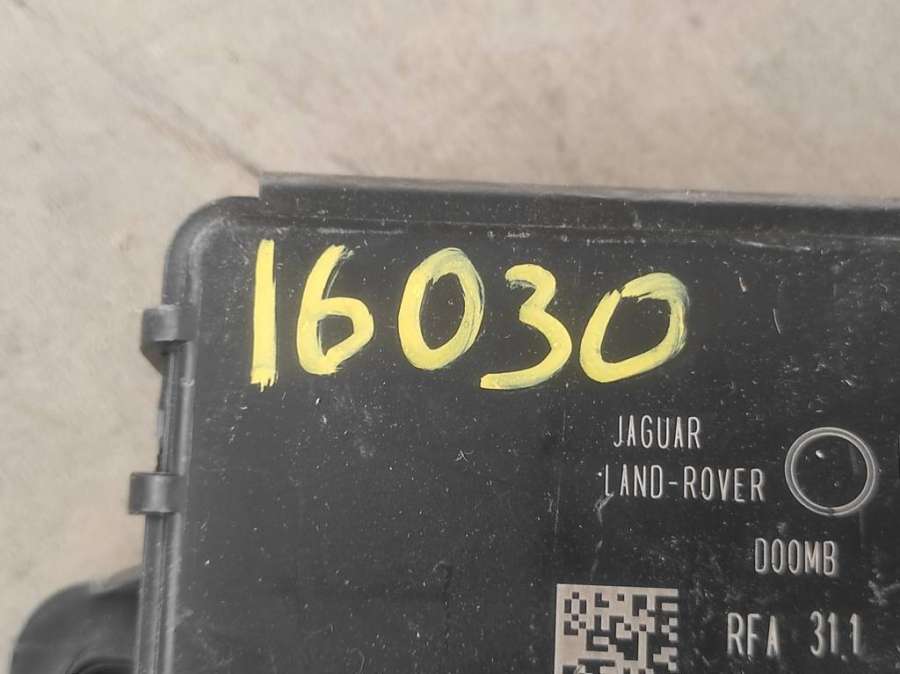 16030
JAGUAR
LAND-ROVER
D00MB
RFA 31.1